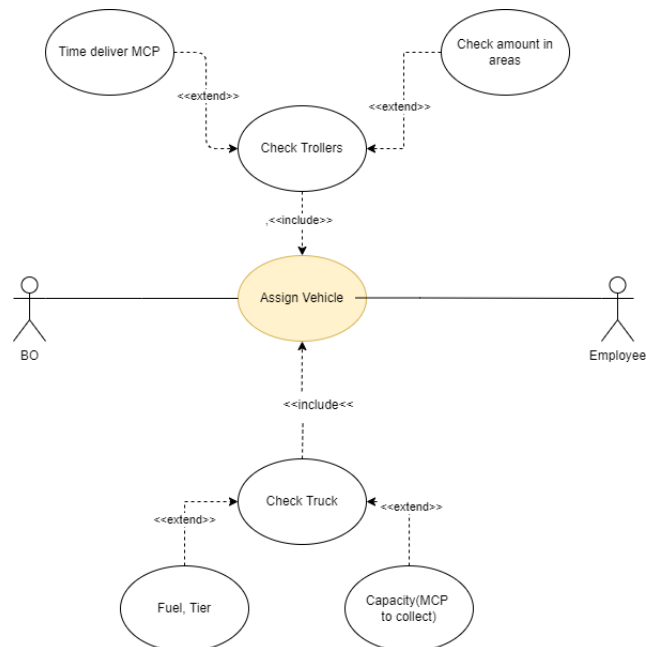 Time deliver MCP
Check amount in
areas
<<extend>>
<<extend>>
Check Trollers
,<<include>>
Assign Vehicle
BO
Employee
<<include<<
Check Truck
<<extend>>
<<extend>>
Fuel, Tier
Capacity(MCP
to collect)